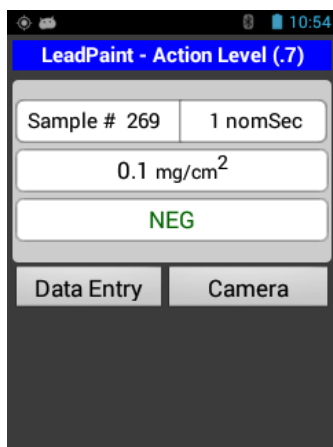 10:54
LeadPaint - Action Level (.7)
Sample # 269 1 nomSec
0.1 mg/cm²
NEG
Data Entry Camera